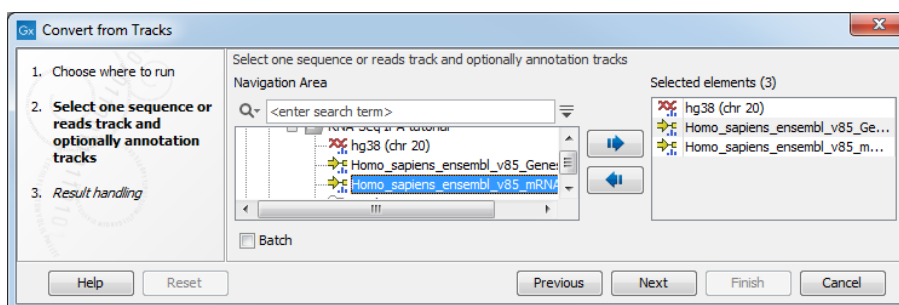 Gx Convert from Tracks
Select one sequence or reads track and optionally annotation tracks
1. Choose where to run
2. Select one sequence or
reads track and
optionally annotation
tracks
3. Result handling
Navigation Area
<enter search term>
hg38 (chr 20)
Homo_sapiens_ensembl_v85_Gene
Homo_sapiens_ensembl_v85_mRNA
Batch
Selected elements (3)
hg38 (chr 20)
Homo_sapiens_ensembl_v85_Ge...
Homo_sapiens_ensembl_v85_m...
Help
Reset
Previous
Next
Finish
Cancel